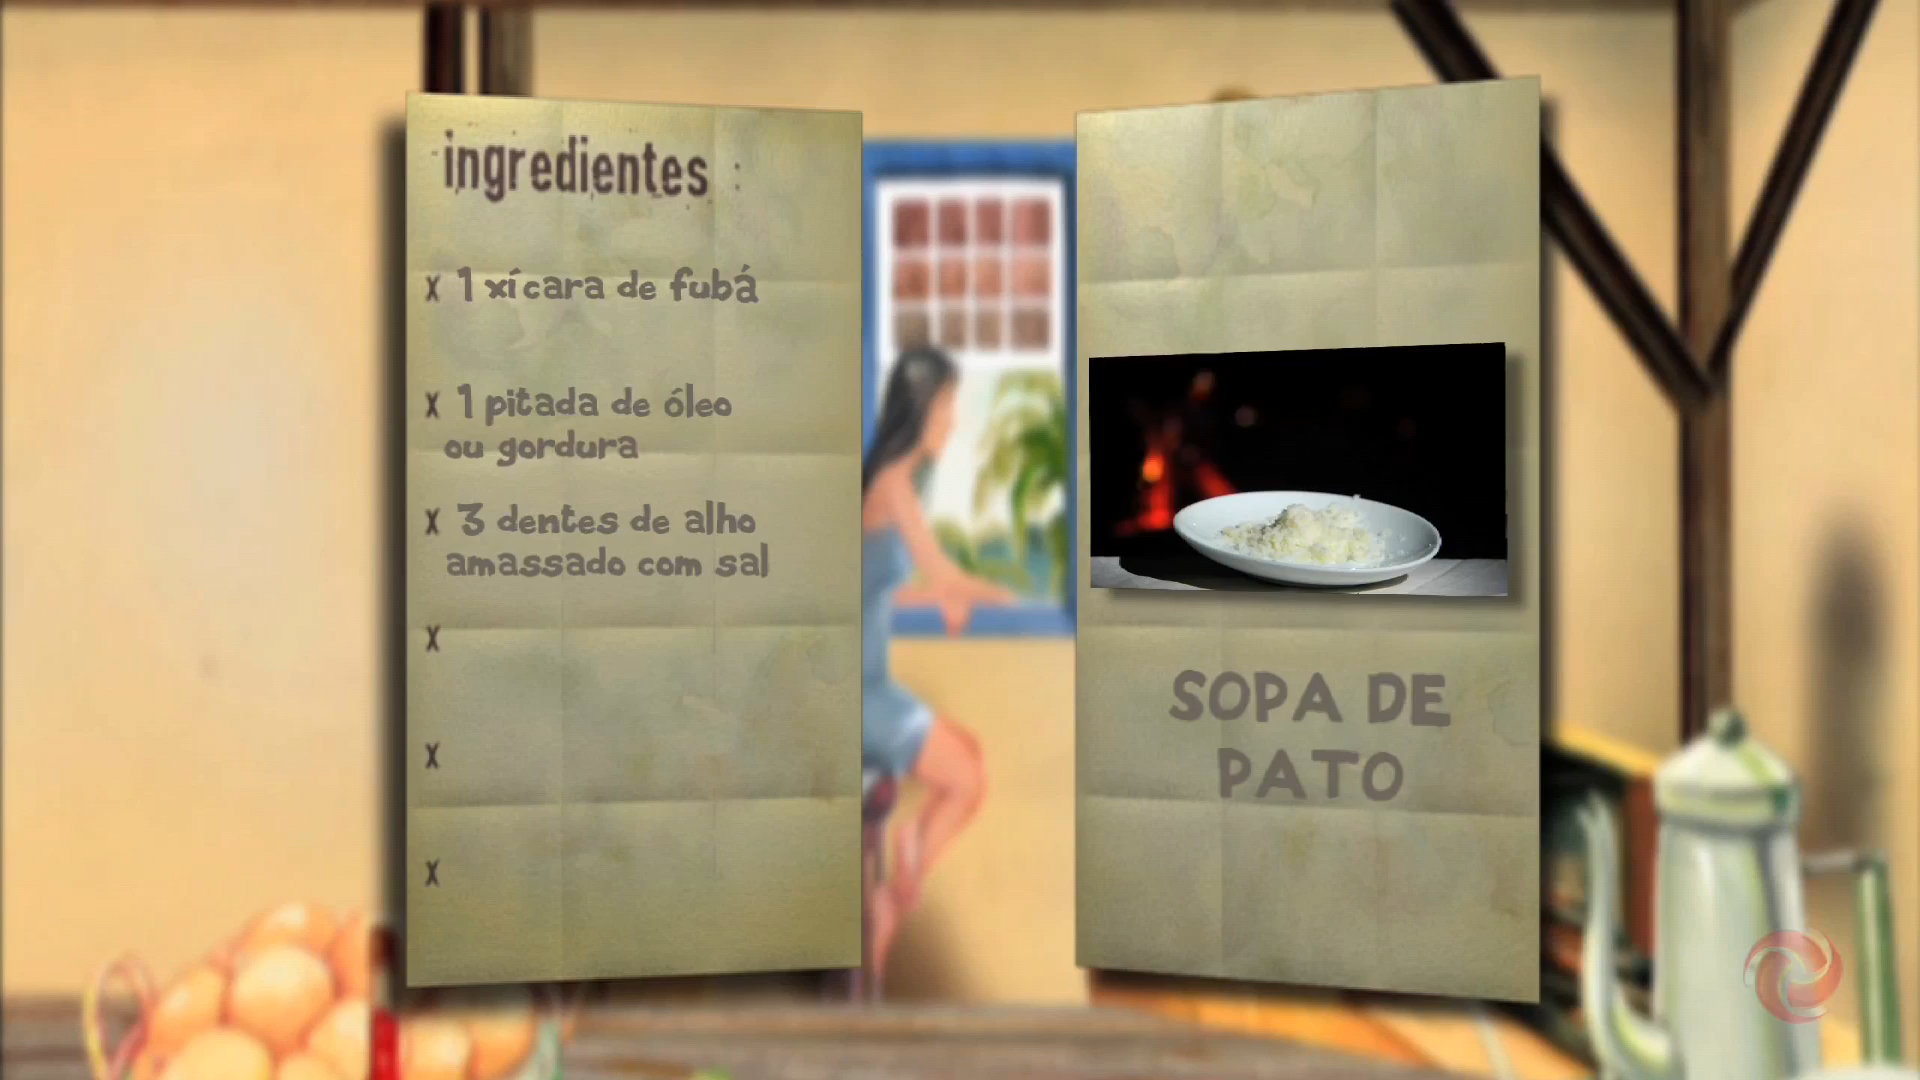 ingredientes :
x 1 xícara de fubá
x 1 pitada de óleo
ou gordura
x 3 dentes de alho
amassado com sal
x
x
x
SOPA DE
PATO